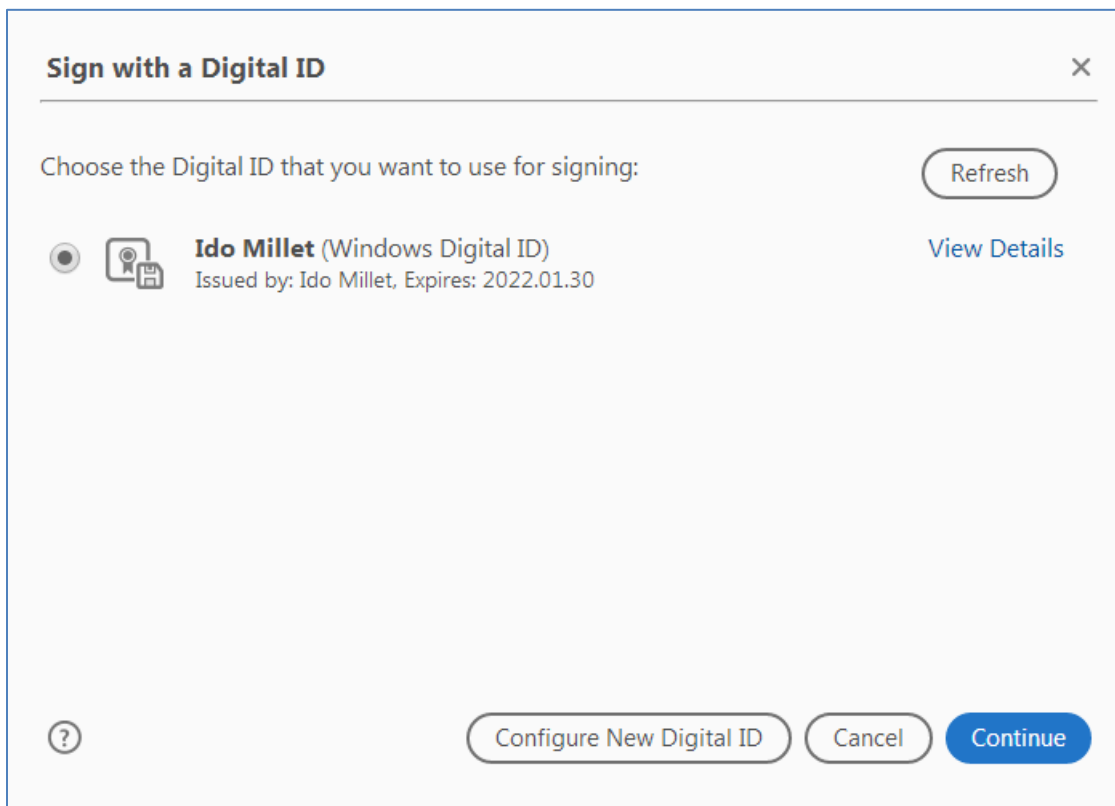 Sign with a Digital ID
Choose the Digital ID that you want to use for signing:
Refresh
Ido Millet (Windows Digital ID)
View Details
Issued by: Ido Millet, Expires: 2022.01.30
?
Configure New Digital ID
Cancel
Continue